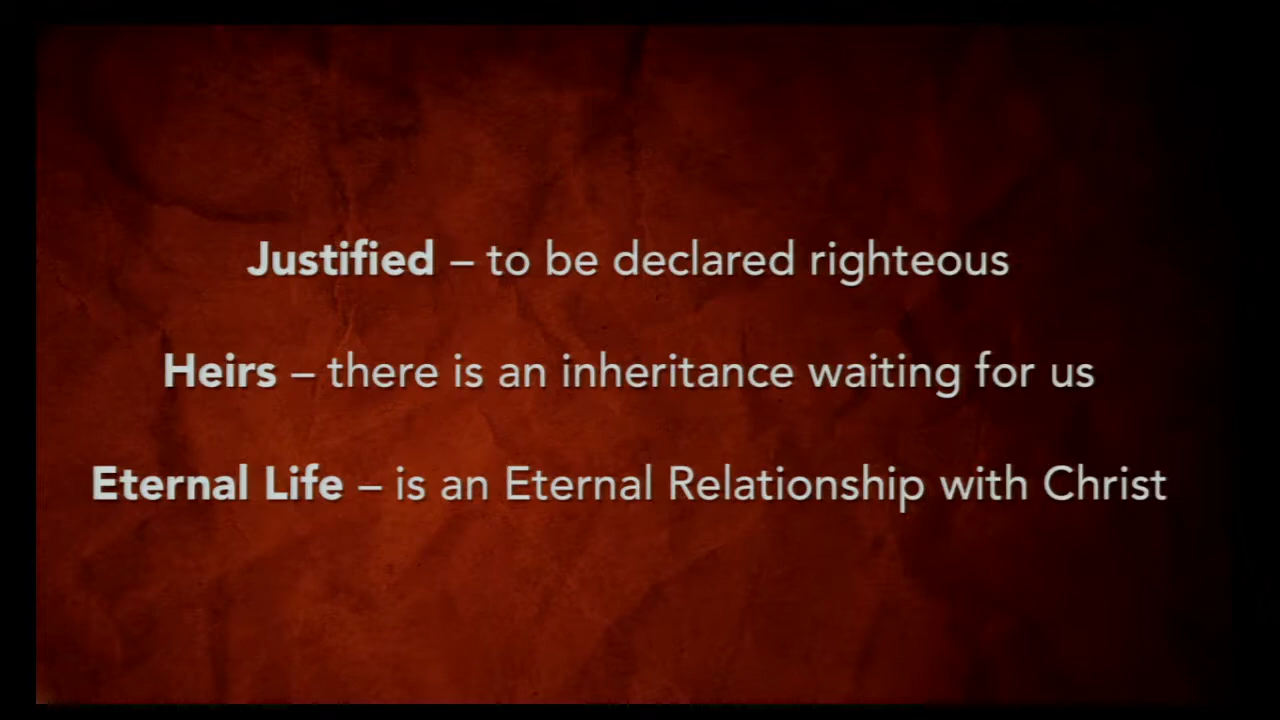 Justified – to be declared righteous
Heirs – there is an inheritance waiting for us
Eternal Life – is an Eternal Relationship with Christ